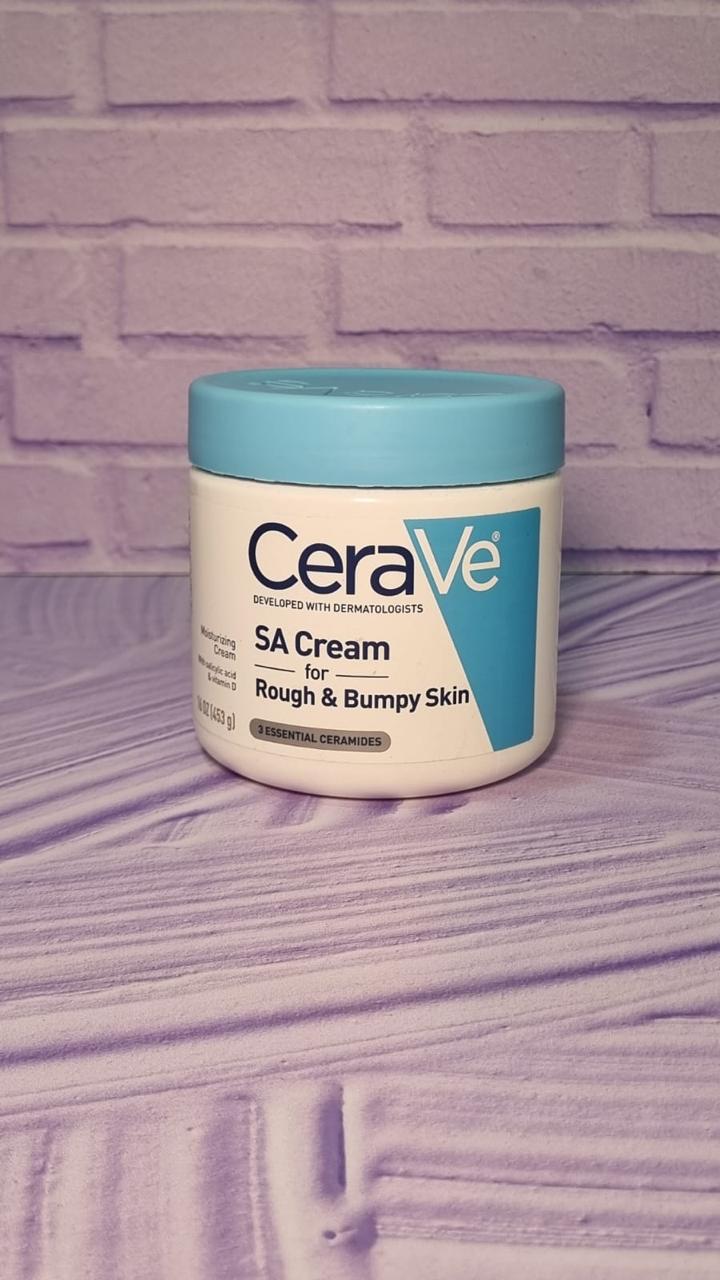 CeraVe®
DEVELOPED WITH DERMATOLOGISTS
SA Cream
for
Rough & Bumpy Skin
3 ESSENTIAL CERAMIDES
Moisturizing
Cream
With salicylic acid
& vitamin D
16 OZ (453 g)